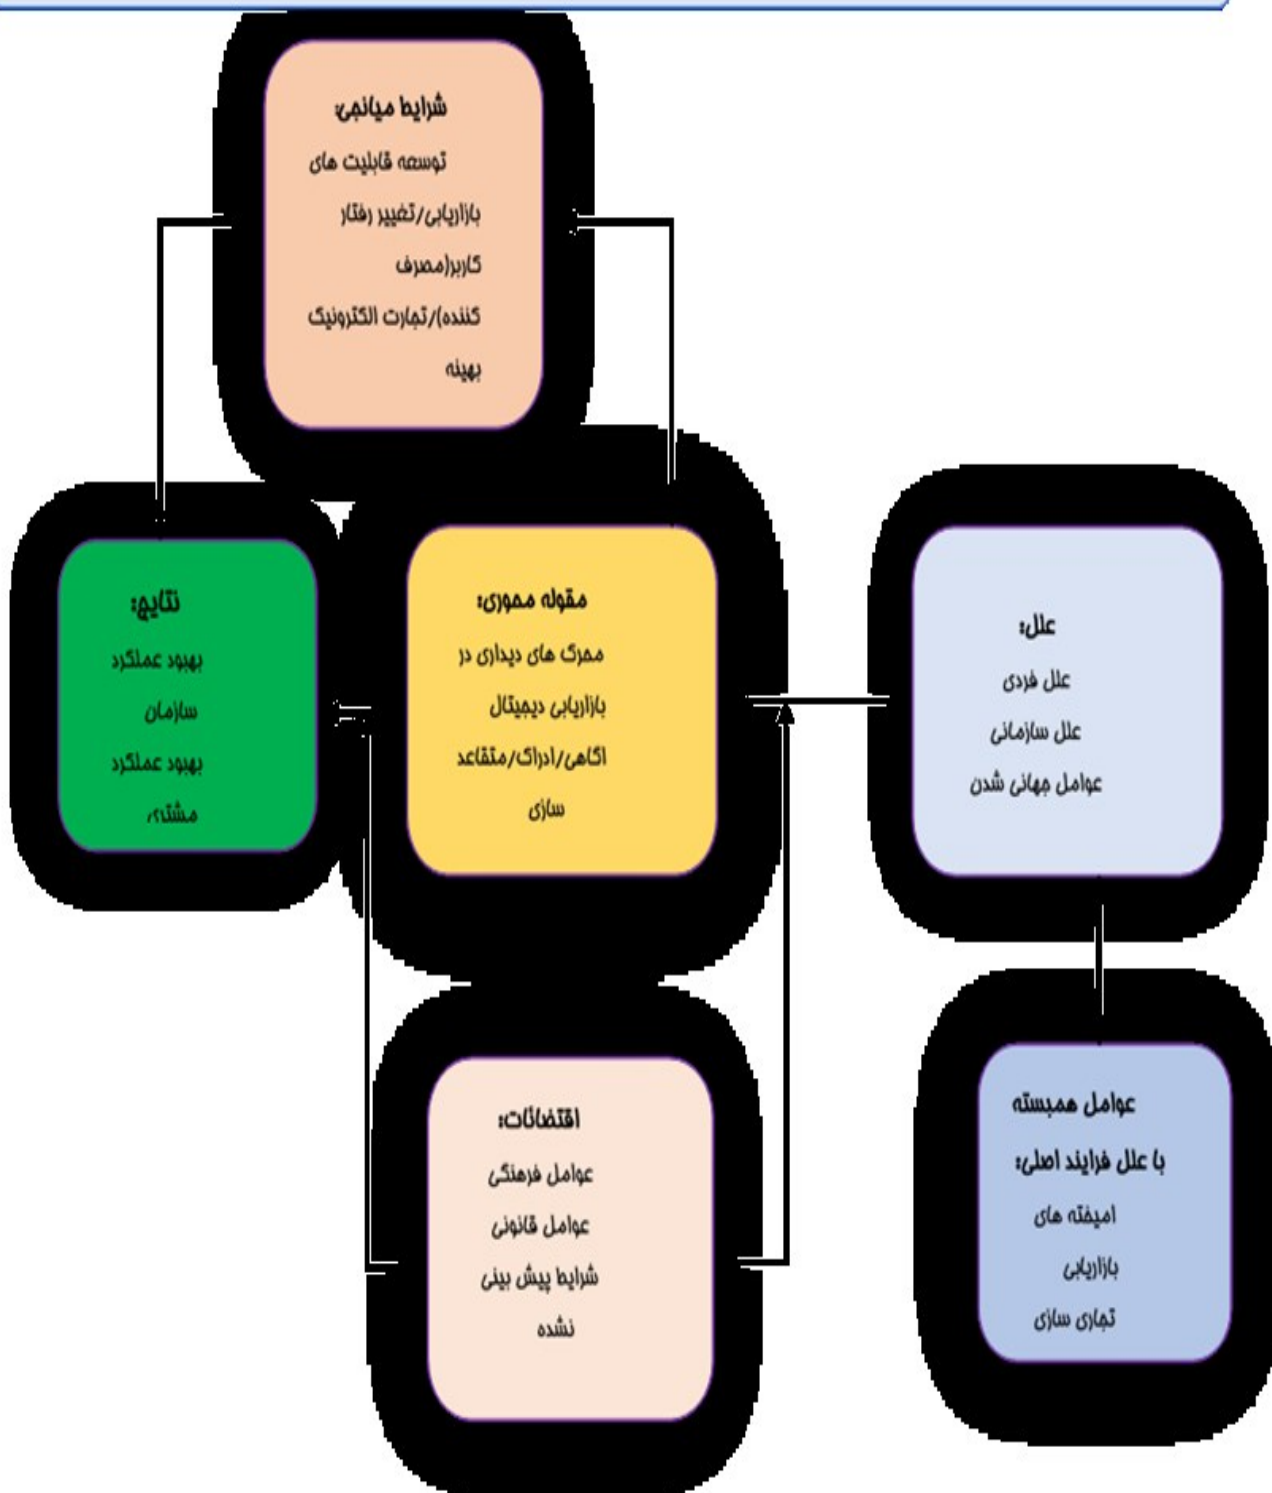 شرایط میانجی:
توسعه قابلیت های
بازاریابی/تغییر رفتار
کاربر(مصرف
کننده)/تجارت الکترونیک
بهینه
علل:
علل فردی
علل سازمانی
عوامل جهانی شدن
مقوله محوری:
محرک های دیداری در
بازاریابی دیجیتال
اگاهی/ادراک/متقاعد
سازی
نتایج:
بهبود عملکرد
سازمان
بهبود عملکرد
مشتری
عوامل همبسته
با علل فرایند اصلی:
امیخته های
بازاریابی
تجاری سازی
اقتضائات:
عوامل فرهنگی
عوامل قانونی
شرایط پیش بینی
نشده